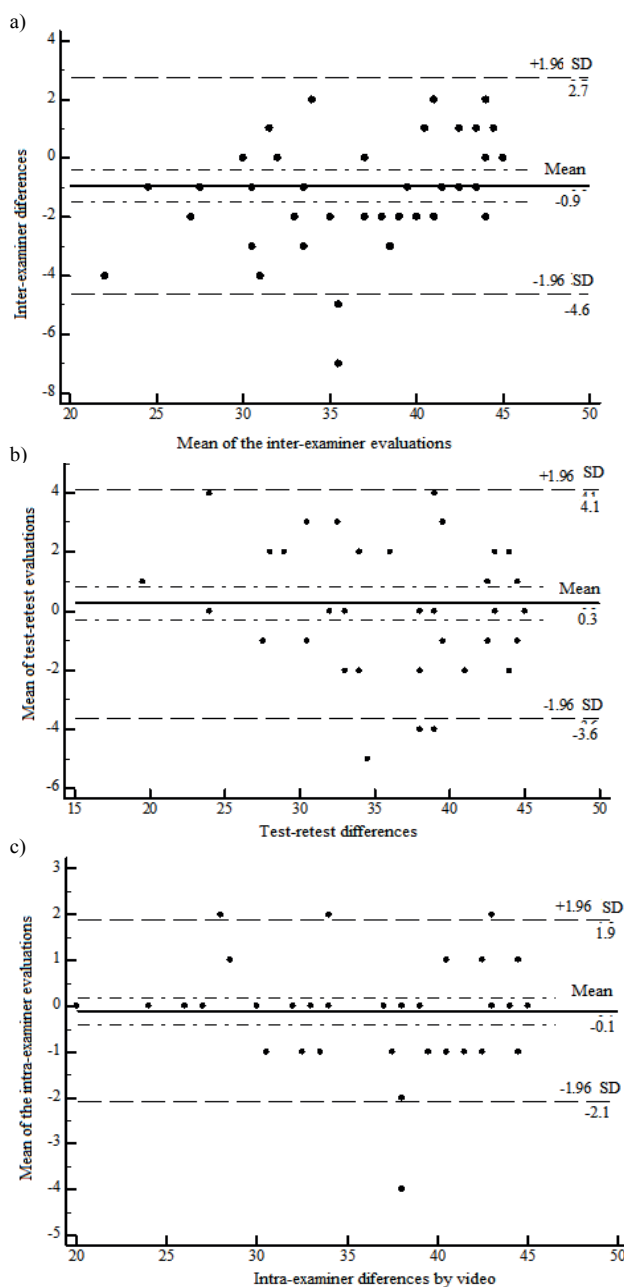 a)
4
+1.96 SD
2.7
2
0
Mean
-0.9
-2
-4
-1.96 SD
-4.6
-6
-8
20 25 30 35 40 45 50
Inter-examiner diferences
Mean of the inter-examiner evaluations
b)
+1.96 SD
4
4.1
2
Mean
0
0.3
-2
-1.96 SD
-4
-3.6
-6
15 20 25 30 35 40 45 50
Mean of test-retest evaluations
Test-retest differences
c)
3
+1.96 SD
2
1.9
1
Mean
0
-0.1
-1
-1.96 SD
-2
-2.1
-3
-4
-5
20 25 30 35 40 45 50
Mean of the intra-examiner evaluations
Intra-examiner diferences by video